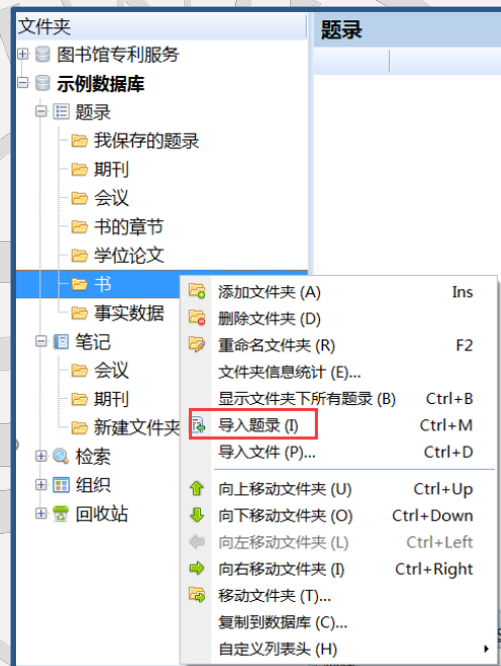 文件夹
题录
图书馆专利服务
示例数据库
题录
我保存的题录
期刊
会议
书的章节
学位论文
书
事实数据
笔记
会议
期刊
新建文件夹
检索
组织
回收站
添加文件夹 (A) Ins
删除文件夹 (D)
重命名文件夹 (R) F2
文件夹信息统计 (E)...
显示文件夹下所有题录 (B) Ctrl+B
导入题录 (I) Ctrl+M
导入文件 (P)... Ctrl+D
向上移动文件夹 (U) Ctrl+Up
向下移动文件夹 (O) Ctrl+Down
向左移动文件夹 (L) Ctrl+Left
向右移动文件夹 (I) Ctrl+Right
移动文件夹 (T)...
复制到数据库 (C)...
自定义列表头 (H)